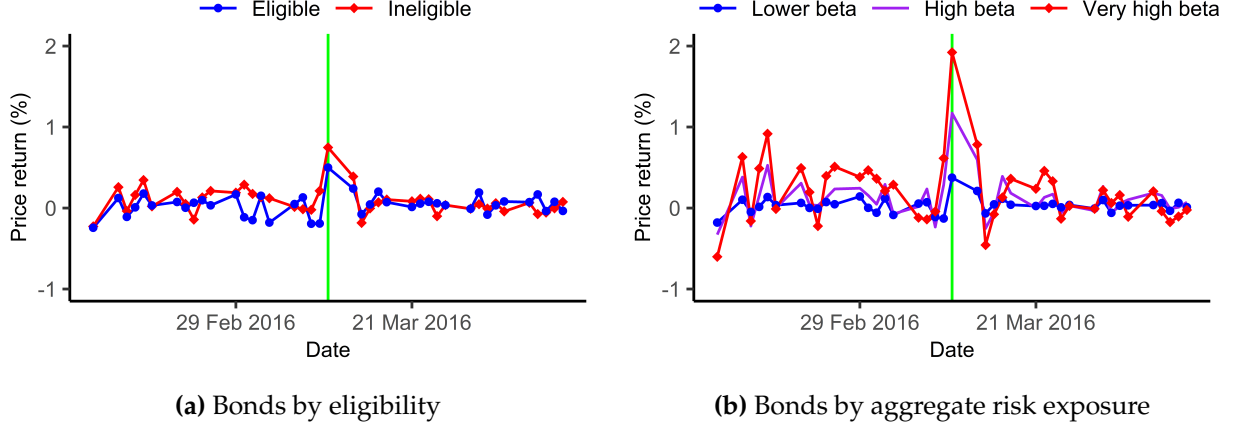 Eligible Ineligible
Price return (%)
2
1
0
-1
29 Feb 2016 21 Mar 2016
Date
(a) Bonds by eligibility
Lower beta High beta Very high beta
Price return (%)
2
1
0
-1
29 Feb 2016 21 Mar 2016
Date
(b) Bonds by aggregate risk exposure